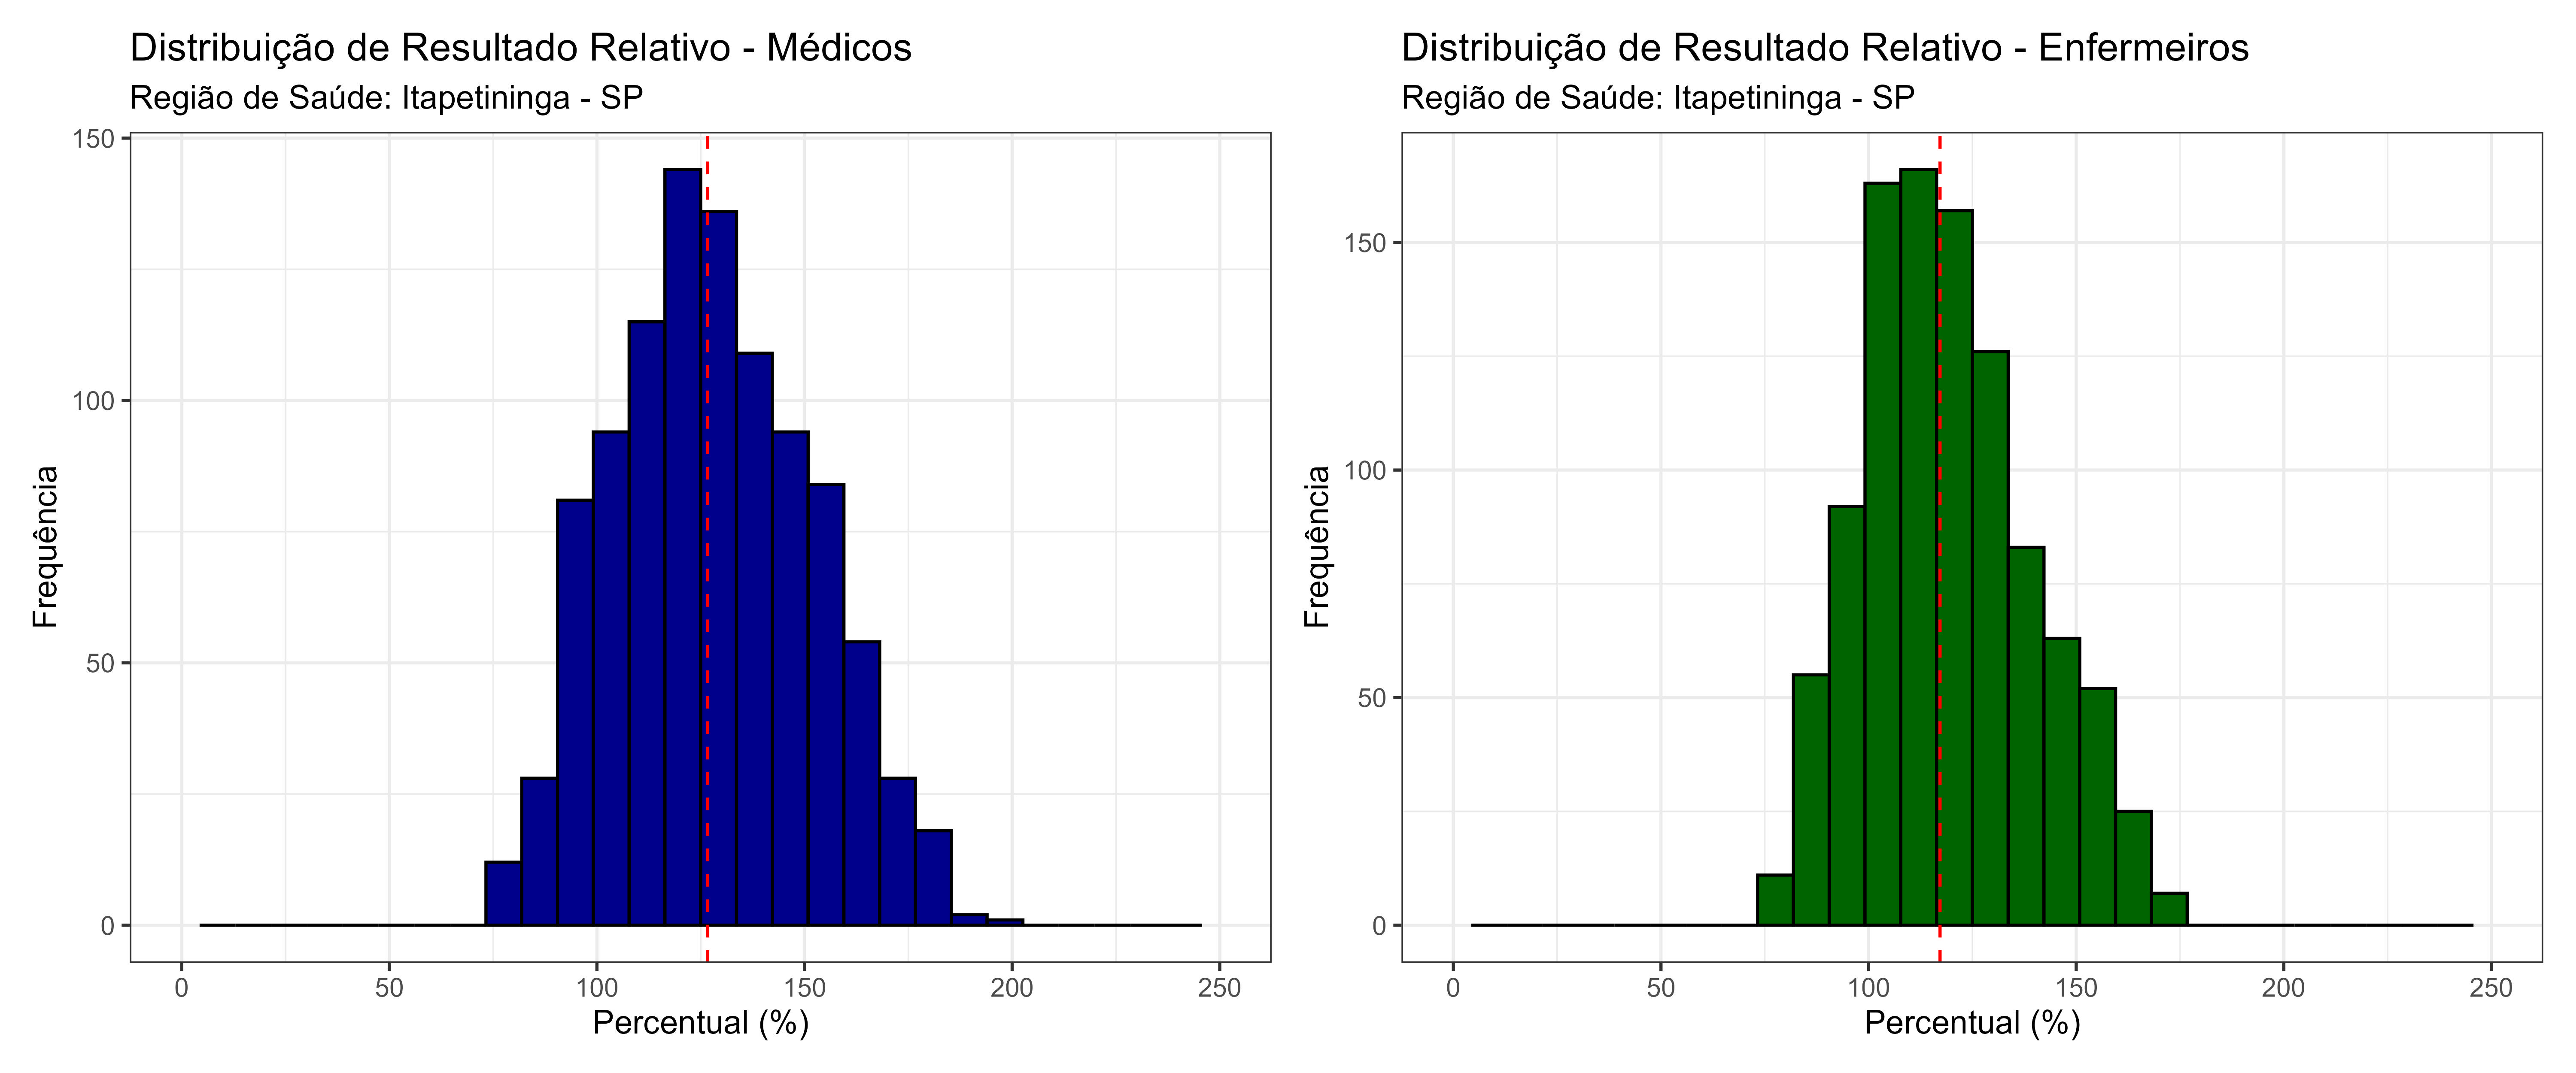 Distribuição de Resultado Relativo - Médicos
Região de Saúde: Itapetininga - SP
150
100
50
0
Frequência
0 50 100 150 200 250
Percentual (%)
Distribuição de Resultado Relativo - Enfermeiros
Região de Saúde: Itapetininga - SP
150
100
50
0
Frequência
0 50 100 150 200 250
Percentual (%)